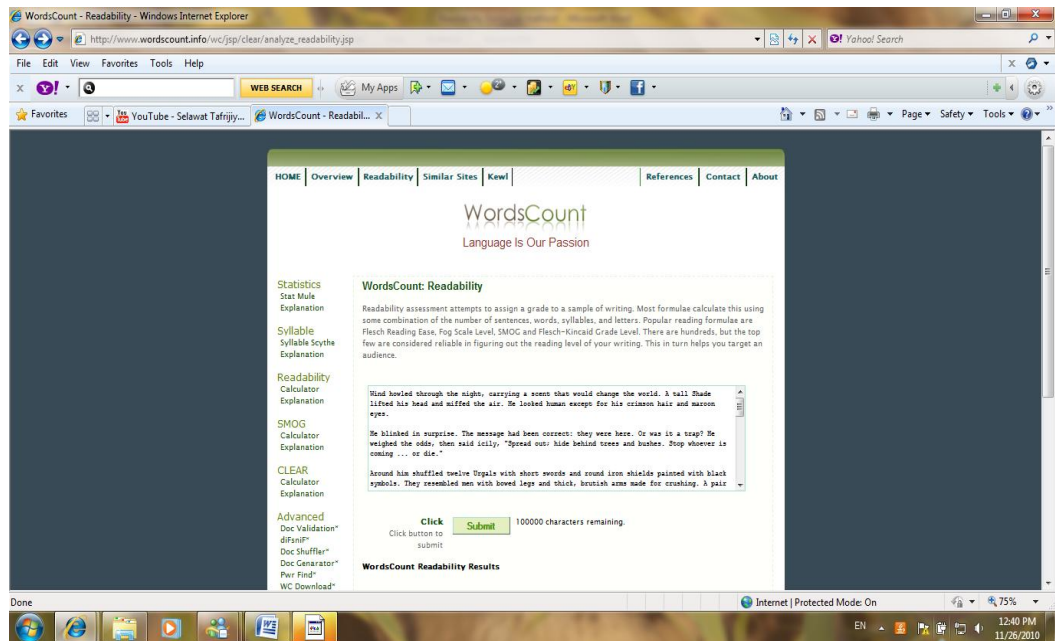 WordsCount - Readability - Windows Internet Explorer
http://www.wordscount.info/wc/jsp/clear/analyze_readability.jsp
Yahoo! Search
File Edit View Favorites Tools Help
WEB SEARCH My Apps
Favorites YouTube - Selawat Tafrijiy... WordsCount - Readabil... Page Safety Tools
HOME Overview Readability Similar Sites Kewl References Contact About
WordsCount
Language Is Our Passion
Statistics
Stat Mule
Explanation
Syllable
Syllable Scythe
Explanation
Readability
Calculator
Explanation
SMOG
Calculator
Explanation
CLEAR
Calculator
Explanation
Advanced
Doc Validation*
diFsniF*
Doc Shuffler*
Doc Genarator*
Pwr Find*
WC Download*
WordsCount: Readability
Readability assessment attempts to assign a grade to a sample of writing. Most formulae calculate this using
some combination of the number of sentences, words, syllables, and letters. Popular reading formulae are
Flesch Reading Ease, Fog Scale Level, SMOG and Flesch-Kincaid Grade Level. There are hundreds, but the top
few are considered reliable in figuring out the reading level of your writing. This in turn helps you target an
audience.
Wind howled through the night, carrying a scent that would change the world. A tall Shade
lifted his head and sniffed the air. He looked human except for his crimson hair and maroon
eyes.
He blinked in surprise. The message had been correct: they were here. Or was it a trap? He
weighed the odds, then said icily, "Spread out; hide behind trees and bushes. Stop whoever is
coming ... or die."
Around him shuffled twelve Urgals with short swords and round iron shields painted with black
symbols. They resembled men with bowed legs and thick, brutish arms made for crushing. A pair
Click
Click button to
submit
Submit
100000 characters remaining.
WordsCount Readability Results
Done Internet | Protected Mode: On 75%
EN 12:40 PM
11/26/2010